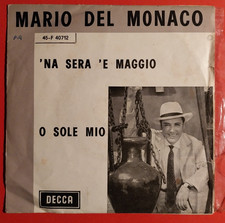 MARIO DEL MONACO
45-F 40712
'NA SERA 'E MAGGIO
O SOLE MIO
DECCA